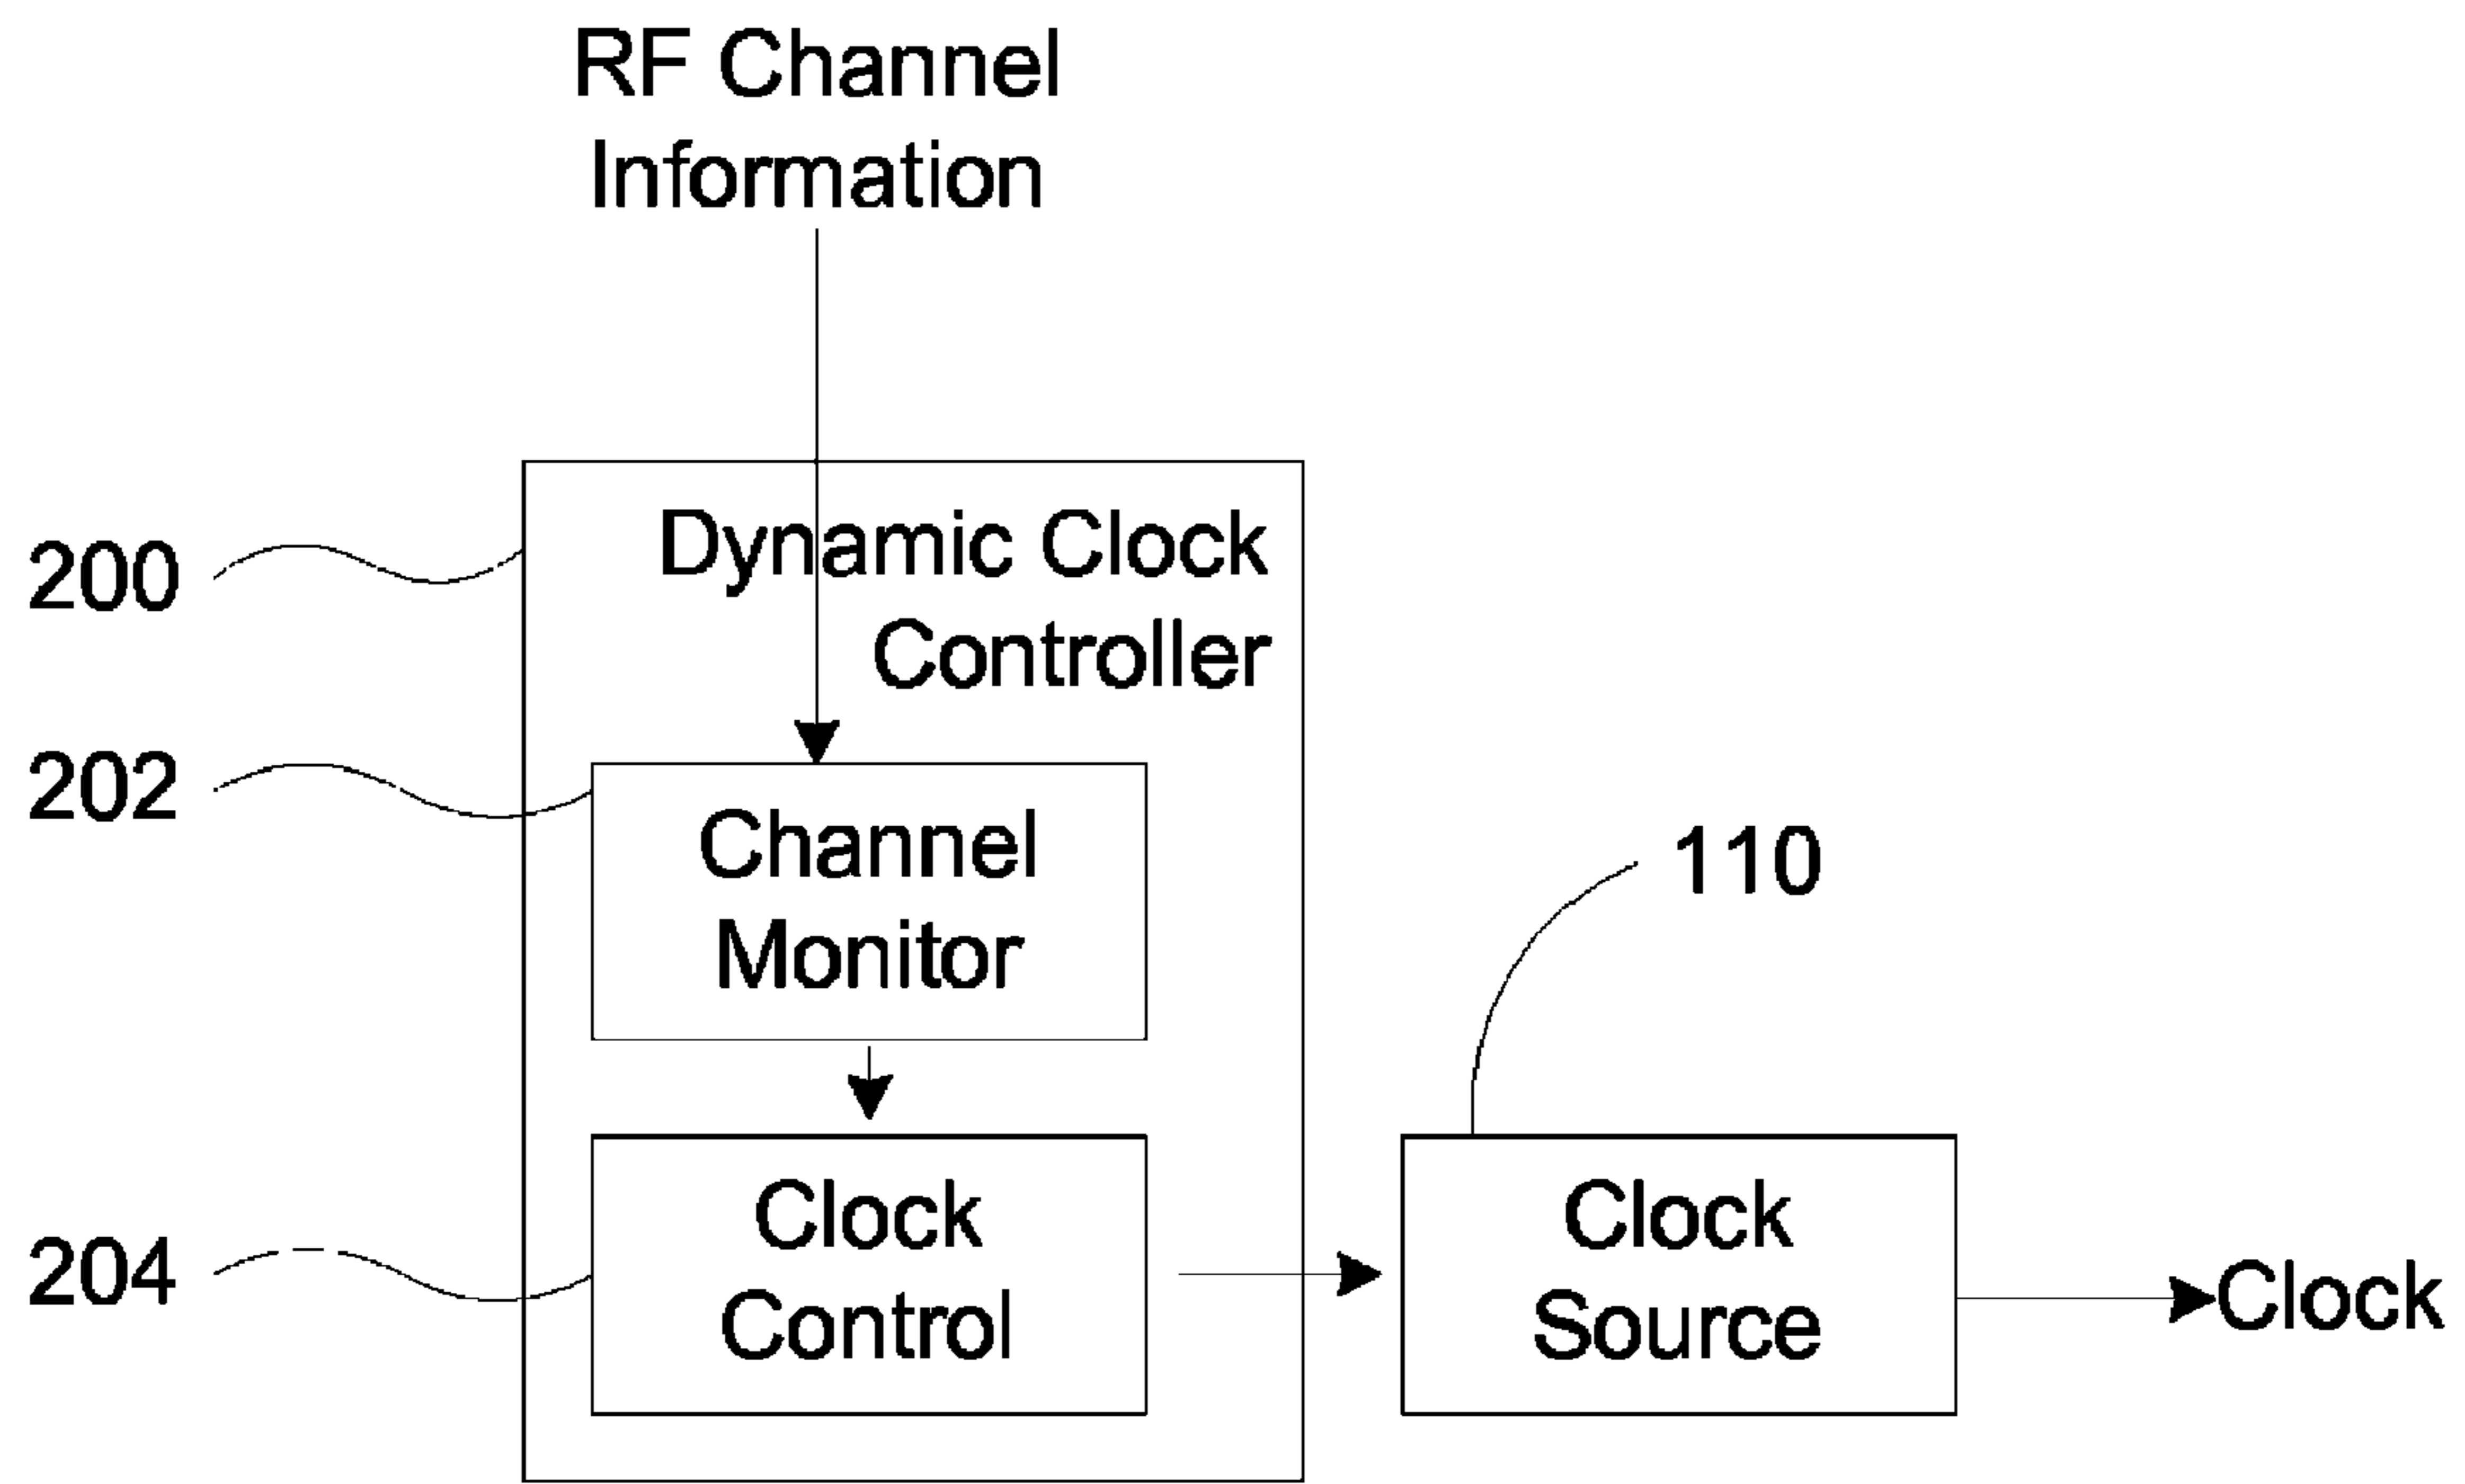 RF Channel
Information
200
Dynamic Clock
Controller
202
Channel
Monitor
110
204
Clock
Control
Clock
Source
Clock